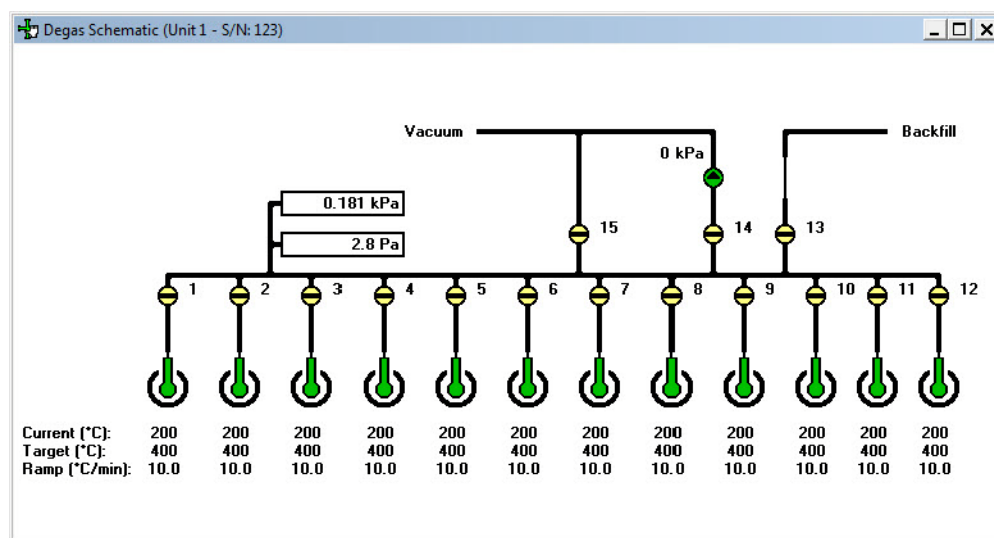 Degas Schematic (Unit 1 - S/N: 123)
Vacuum
Backfill
0 kPa
0.181 kPa
15 14 13
2.8 Pa
1 2 3 4 5 6 7 8 9 10 11 12
Current (°C): 200 200 200 200 200 200 200 200 200 200 200 200
Target (°C): 400 400 400 400 400 400 400 400 400 400 400 400
Ramp (°C/min): 10.0 10.0 10.0 10.0 10.0 10.0 10.0 10.0 10.0 10.0 10.0 10.0